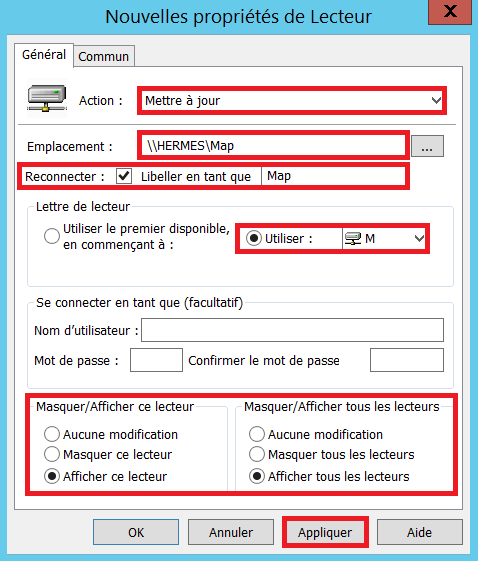 Nouvelles propriétés de Lecteur
X
Général Commun
Action : Mettre à jour
Emplacement : \\HERMES\Map ...
Reconnecter : Libeller en tant que Map
Lettre de lecteur
Utiliser le premier disponible,
en commençant à :
Utiliser : M
Se connecter en tant que (facultatif)
Nom d'utilisateur :
Mot de passe : Confirmer le mot de passe
Masquer/Afficher ce lecteur
Aucune modification
Masquer ce lecteur
Afficher ce lecteur
Masquer/Afficher tous les lecteurs
Aucune modification
Masquer tous les lecteurs
Afficher tous les lecteurs
OK Annuler Appliquer Aide